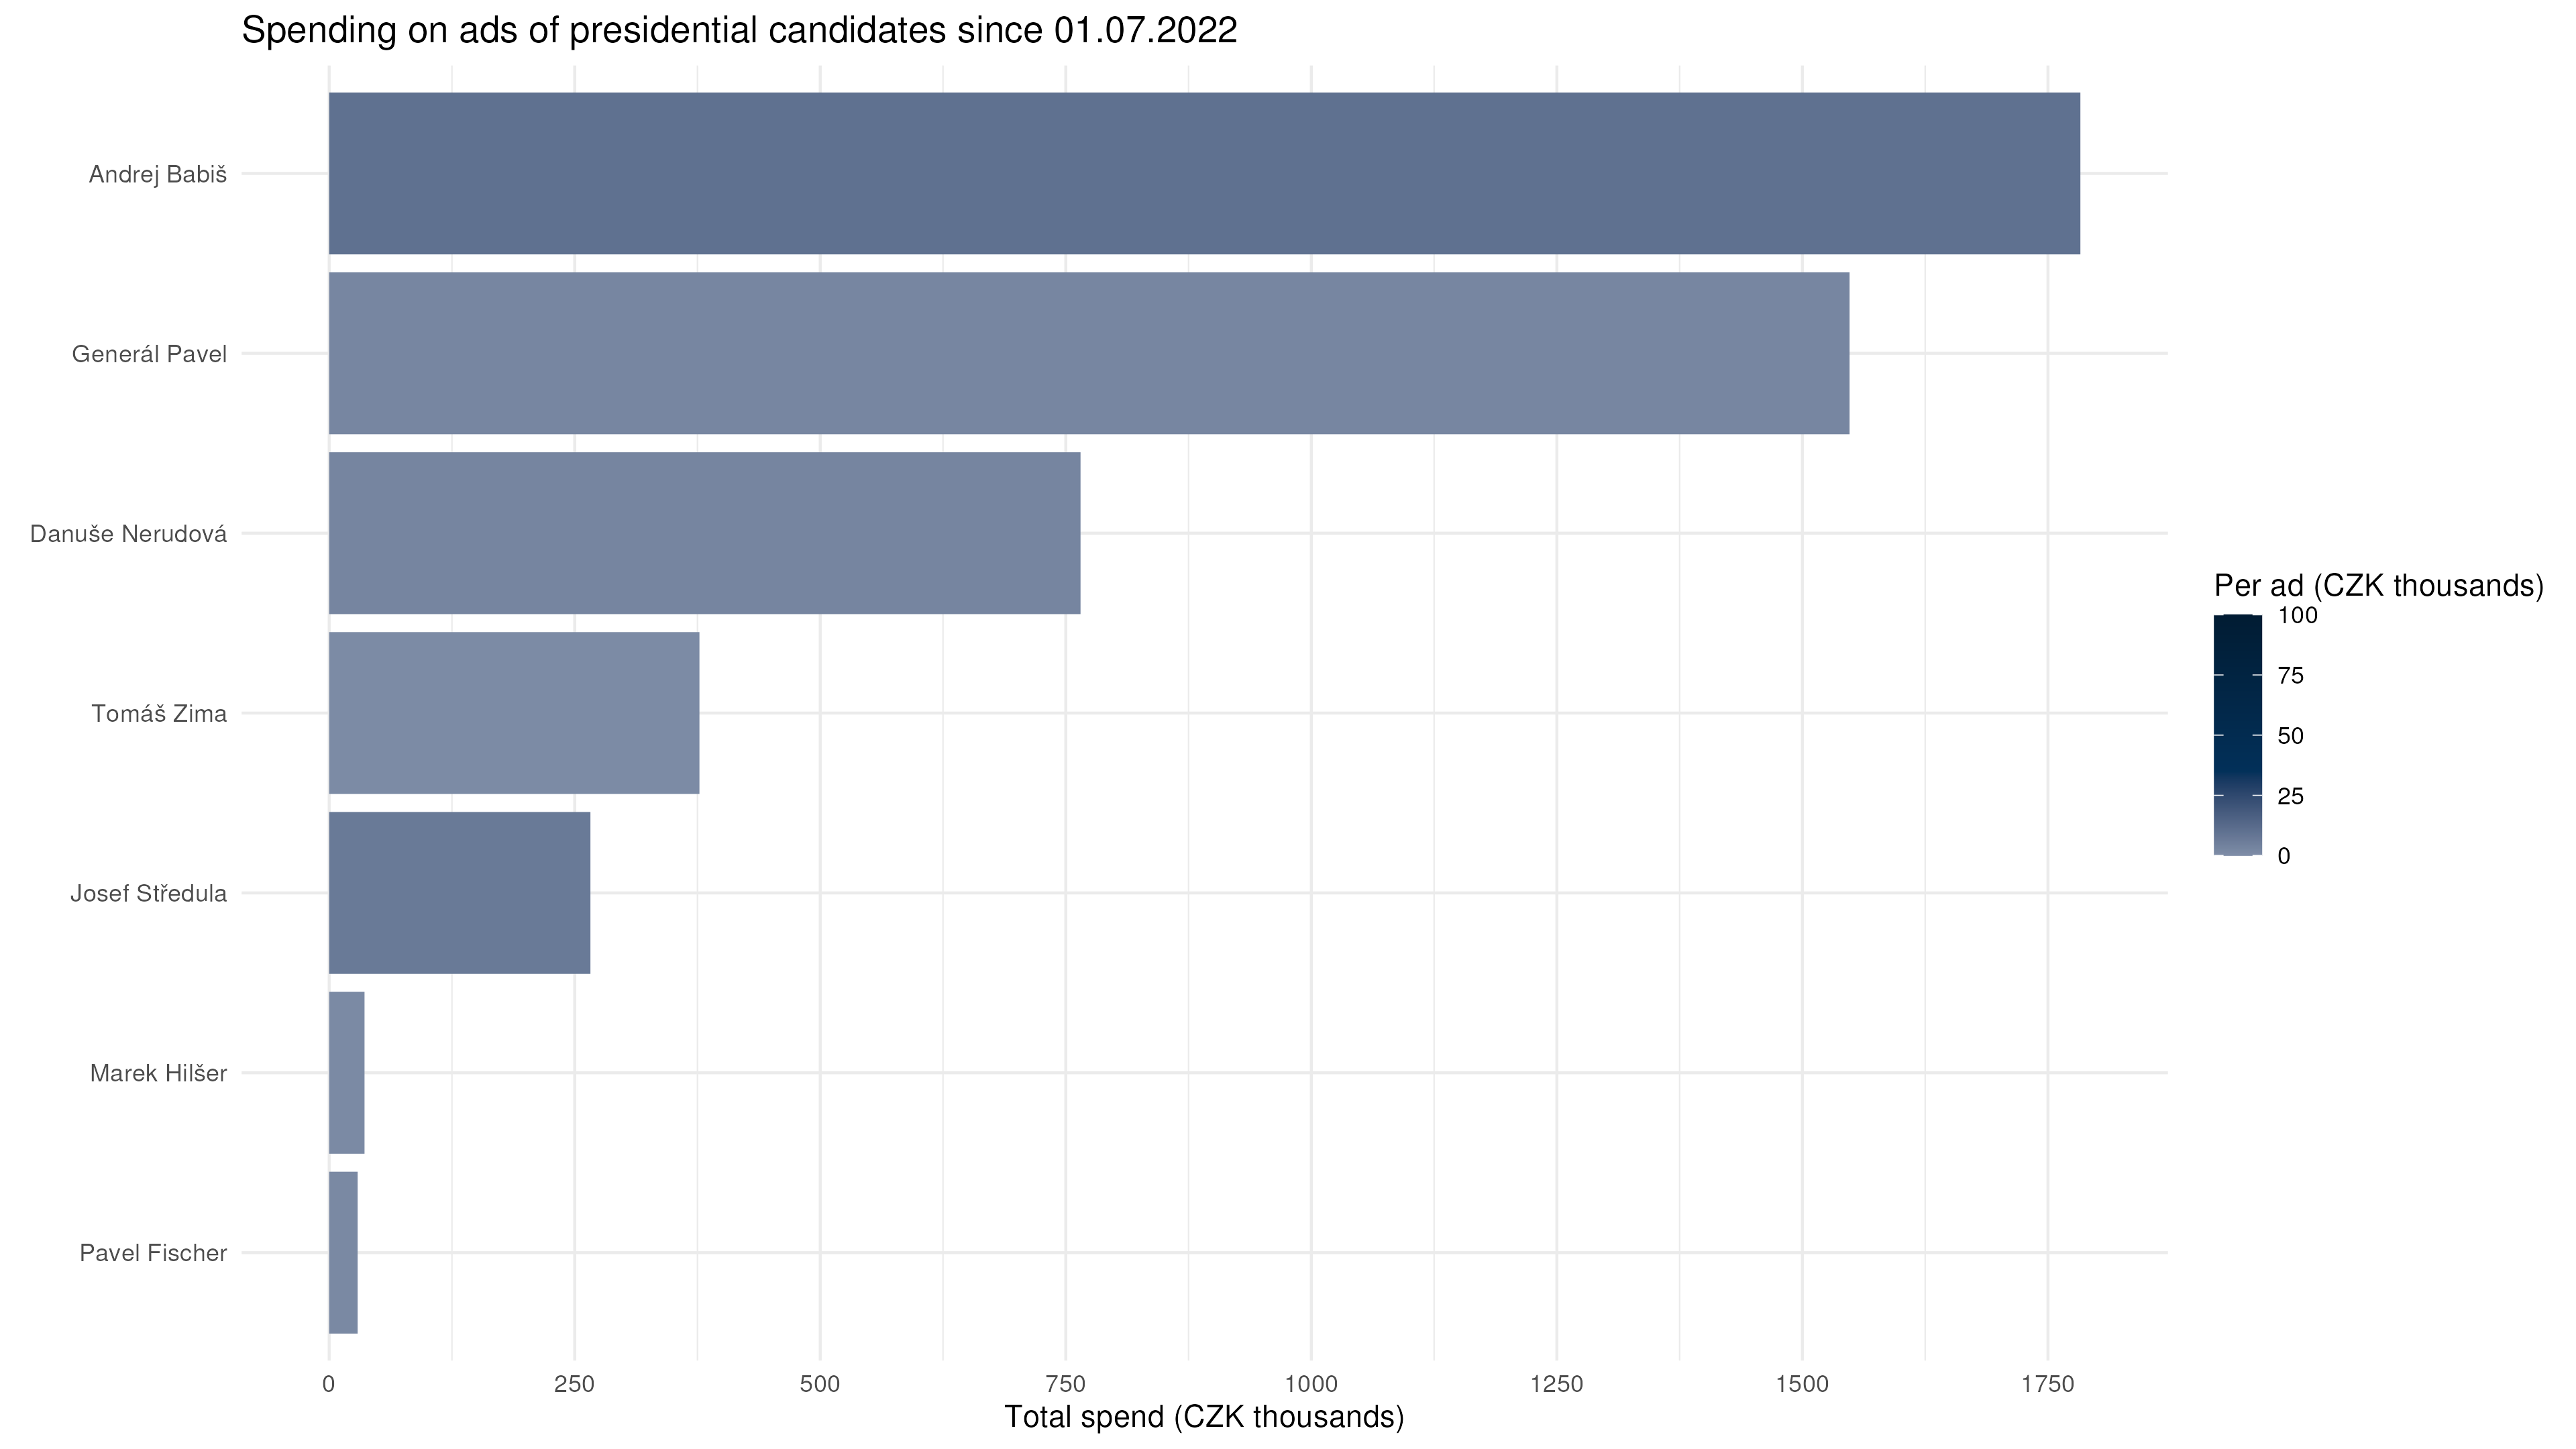 Spending on ads of presidential candidates since 01.07.2022
Andrej Babiš
Generál Pavel
Danuše Nerudová
Tomáš Zima
Josef Středula
Marek Hilšer
Pavel Fischer
0 250 500 750 1000 1250 1500 1750
Total spend (CZK thousands)
Per ad (CZK thousands)
100
75
50
25
0